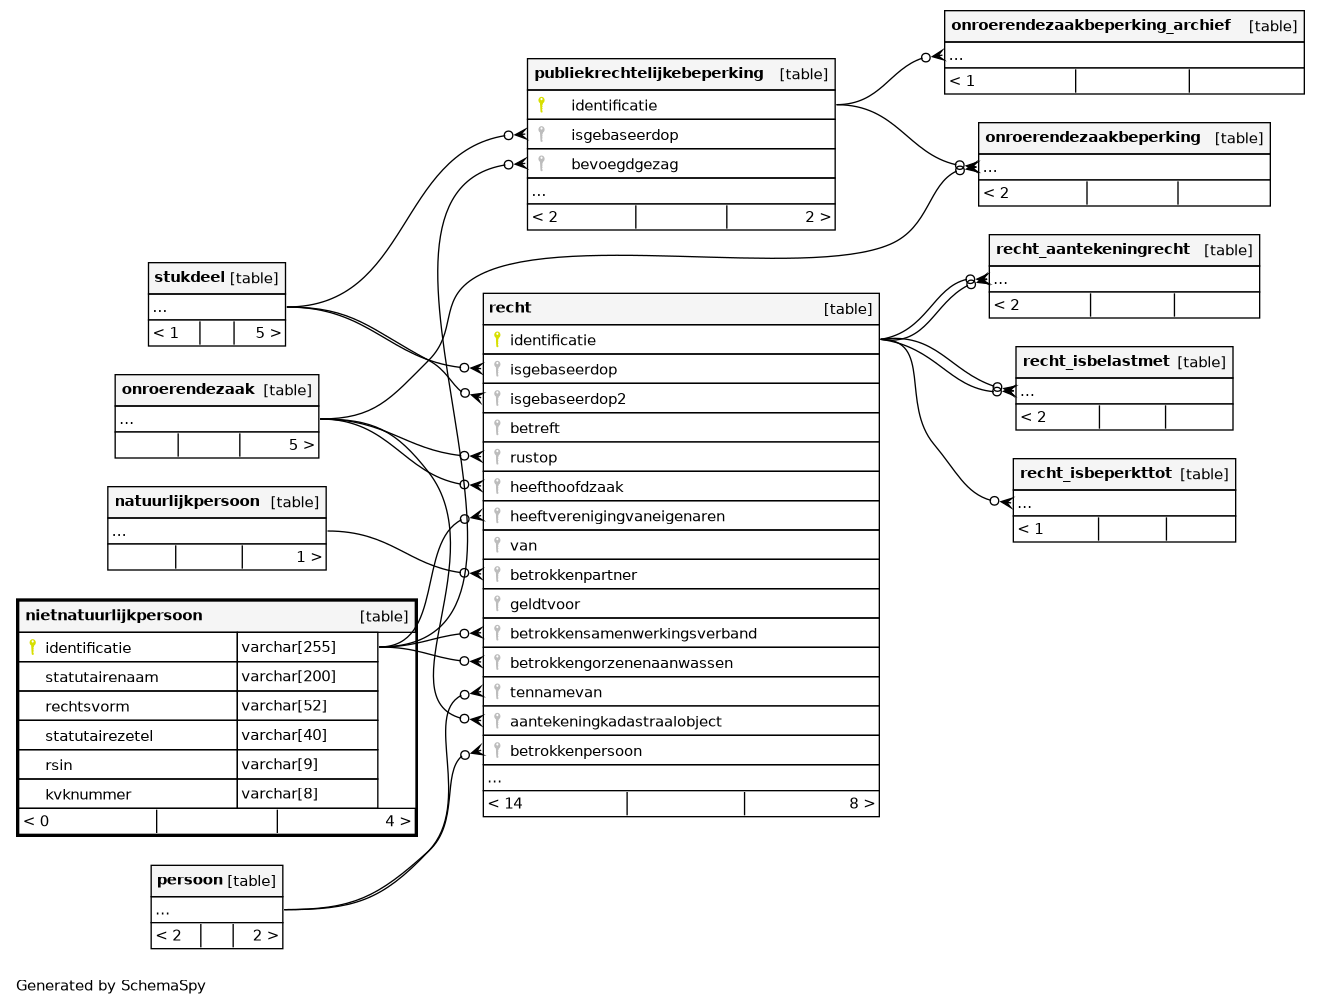 onroerendezaakbeperking_archief [table]
...
< 1
publiekrechtelijkebeperking [table]
identificatie
isgebaseerdop
bevoegdgezag
...
< 2 2 >
onroerendezaakbeperking [table]
...
< 2
recht_aantekeningrecht [table]
...
< 2
stukdeel [table]
...
< 1 5 >
recht [table]
identificatie
isgebaseerdop
isgebaseerdop2
betreft
rustop
heefthoofdzaak
heeftverenigingvaneigenaren
van
betrokkenpartner
geldtvoor
betrokkensamenwerkingsverband
betrokkengorzenenaanwassen
tennamevan
aantekeningkadastraalobject
betrokkenpersoon
...
< 14 8 >
recht_isbelastmet [table]
...
< 2
onroerendezaak [table]
...
5 >
recht_isbeperkttot [table]
...
< 1
natuurlijkpersoon [table]
...
1 >
nietnatuurlijkpersoon [table]
identificatie varchar[255]
statutairenaam varchar[200]
rechtsvorm varchar[52]
statutairezetel varchar[40]
rsin varchar[9]
kvknummer varchar[8]
< 0 4 >
persoon [table]
...
< 2 2 >
Generated by SchemaSpy